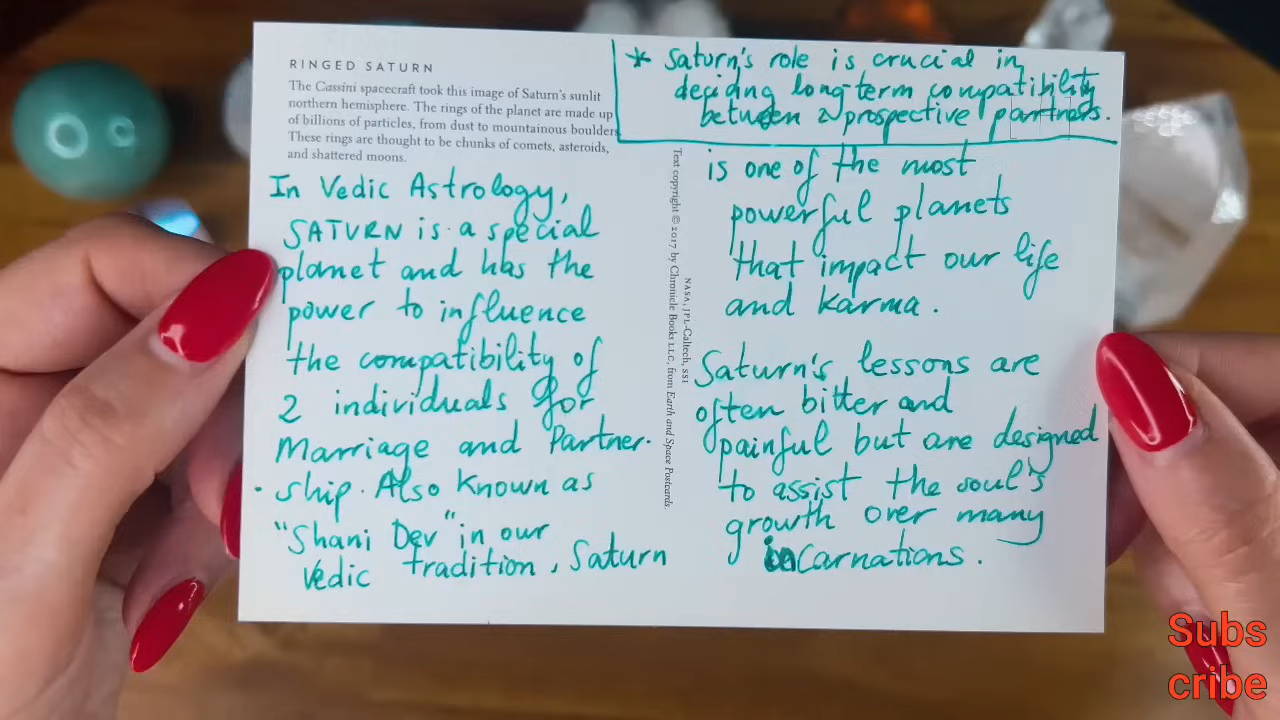 RINGED SATURN
The Cassini spacecraft took this image of Saturn's sunlit
northern hemisphere. The rings of the planet are made up
of billions of particles, from dust to mountainous boulders
These rings are thought to be chunks of comets, asteroids,
and shattered moons.
In Vedic Astrology,
SATURN is a special
planet and has the
power to influence
the compatibility of
2 individuals for
Marriage and Partner-
ship. Also Known as
"Shani Dev" in our
Vedic tradition, Saturn
* Saturn's role is crucial in
deciding long-term compatibility
between 2 prospective partners.
is one of the most
powerful planets
that impact our life
and karma.
Saturn's lessons are
often bitter and
painful but are designed
to assist the soul's
growth over many
inCarnations.
Text copyright © 2017 by Chronicle Books LLC, from Earth and Space Postcards.
NASA, JPL-Caltech, SSI
Subs
cribe